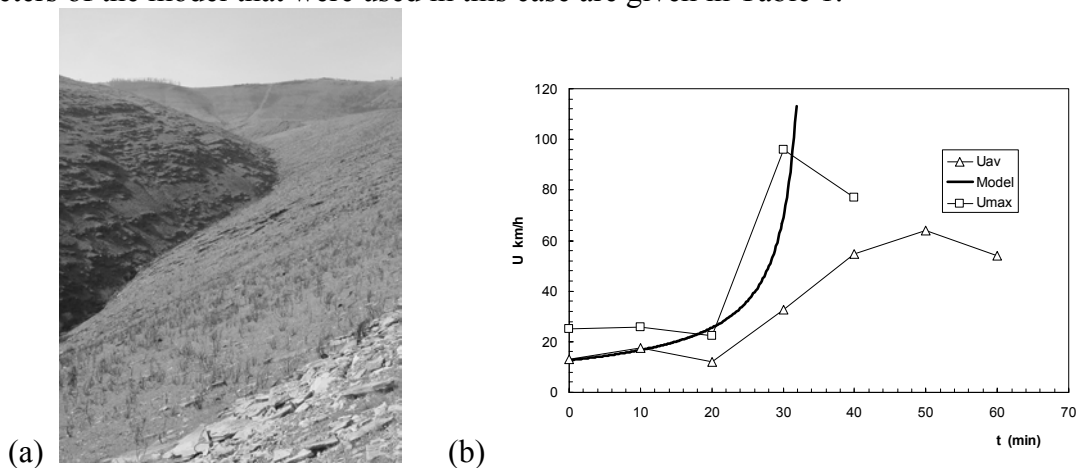 eters of the model that were used in this case are given in Table 1.
U km/h
120
100
80
60
40
20
0
0 10 20 30 40 50 60 70
t (min)
Uav
Model
Umax
(a) (b)